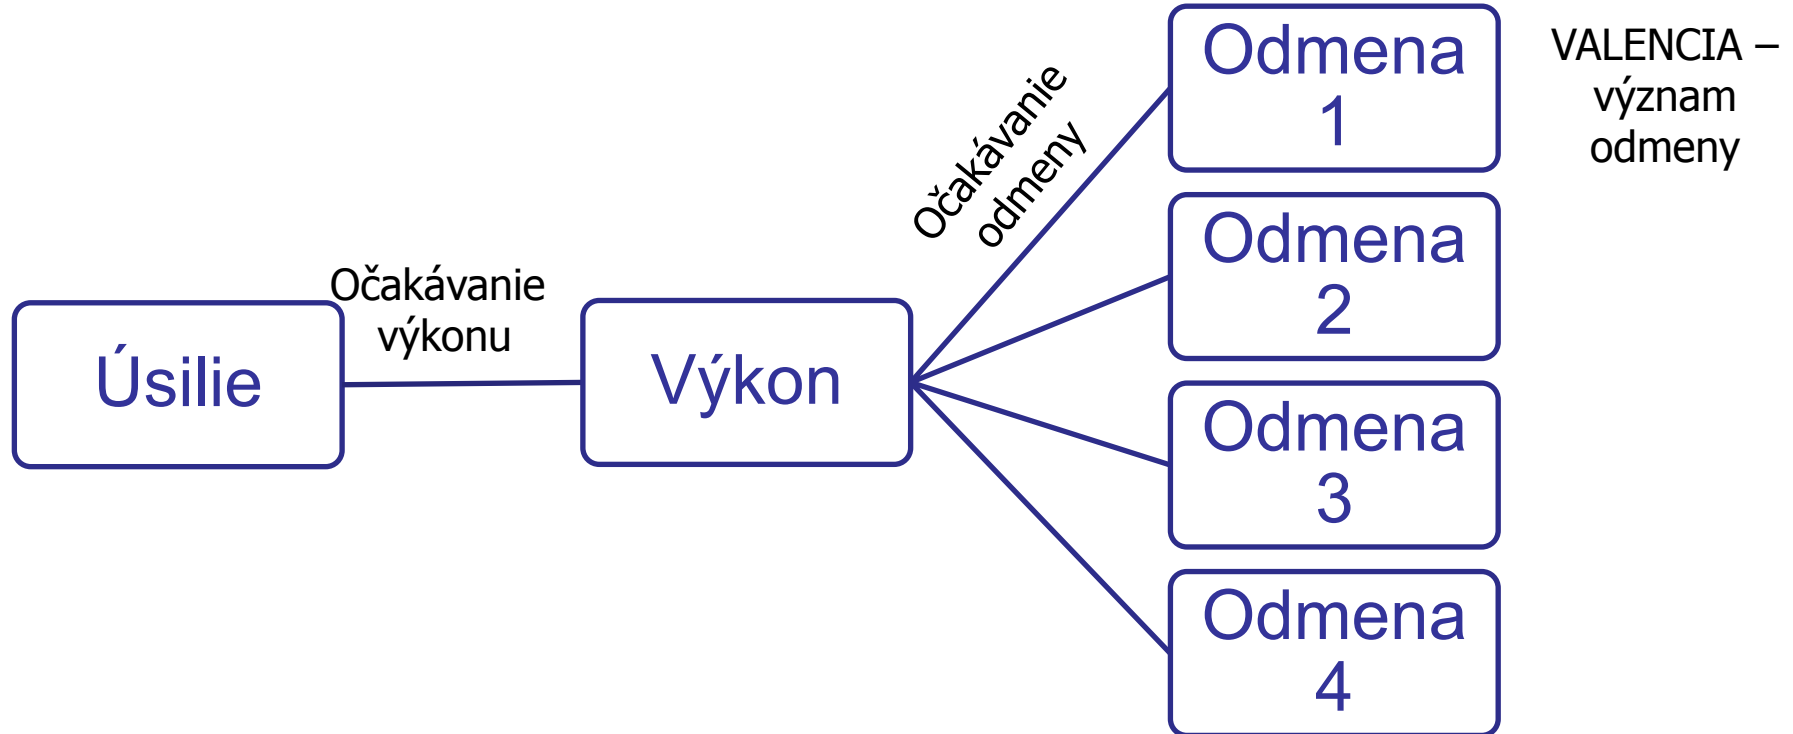 Úsilie
Očakávanie
výkonu
Výkon
Očakávanie
odmeny
Odmena
1
VALENCIA –
význam
odmeny
Odmena
2
Odmena
3
Odmena
4